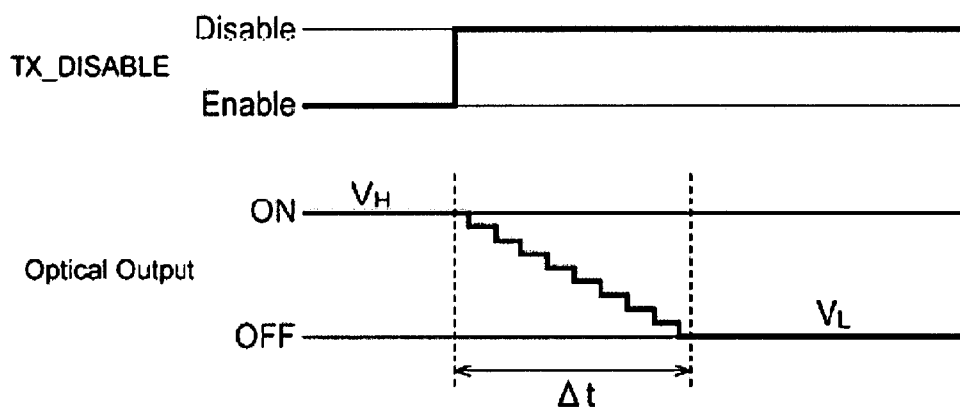 Disable
TX_DISABLE
Enable
VH
ON
Optical Output
OFF
VL
Δt